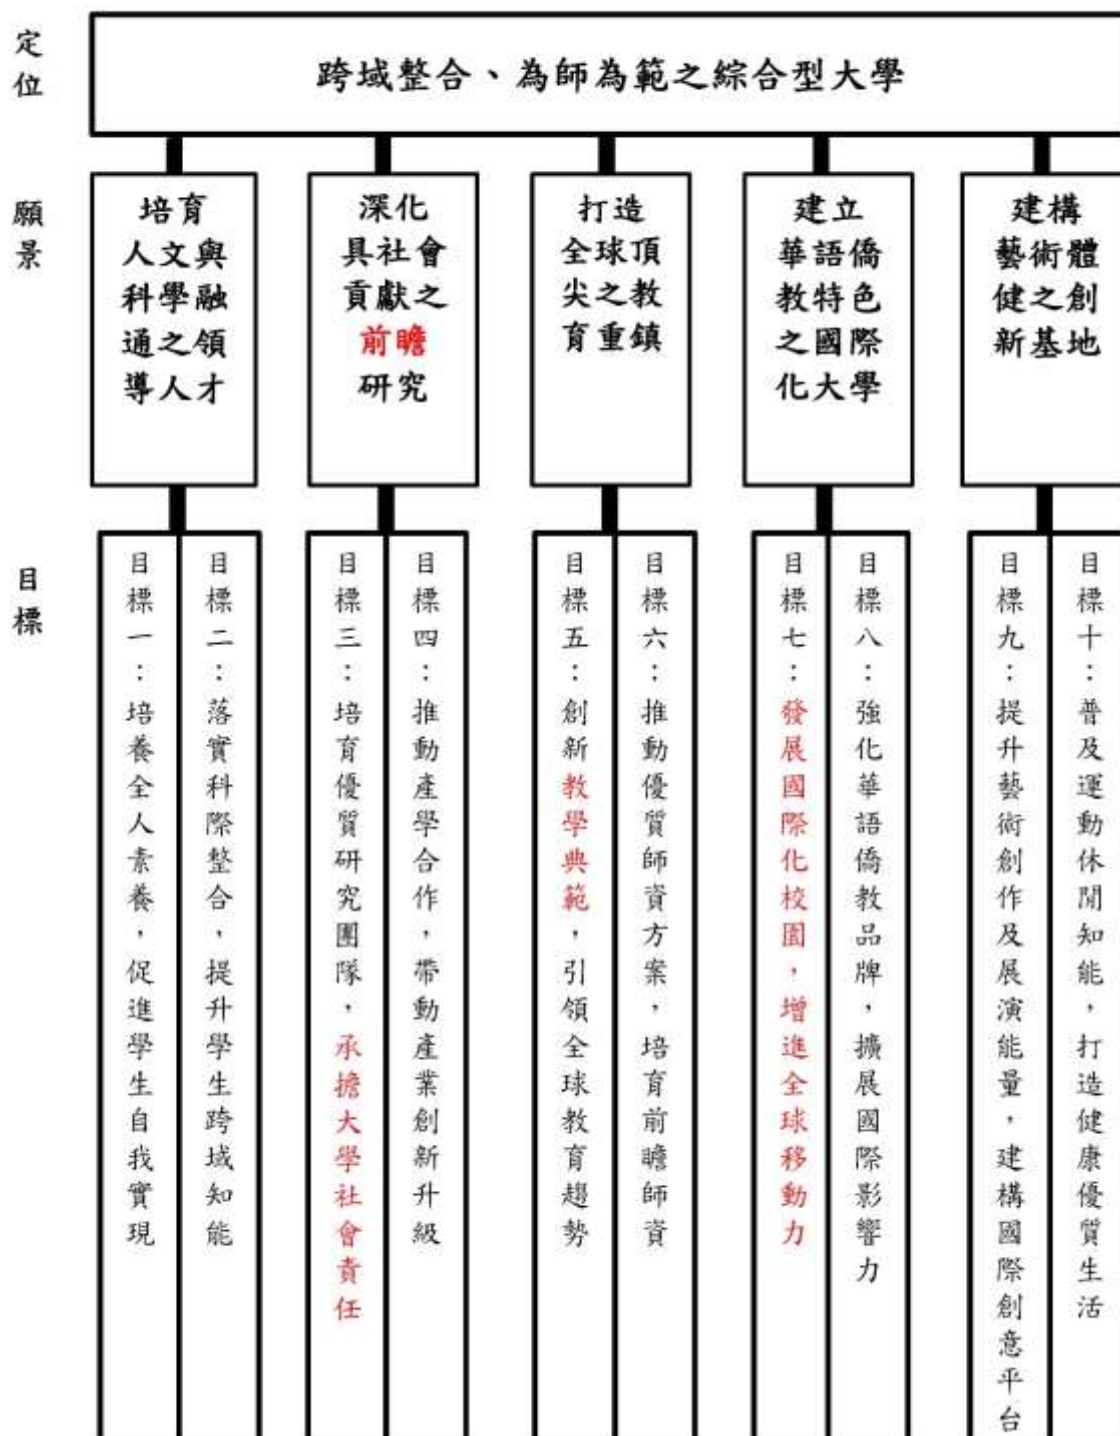 定位
跨域整合、為師為範之綜合型大學
願景
培育
人文與
科學融
通之領
導人才
深化
具社會
貢獻之
前瞻
研究
打造
全球頂
尖之教
育重鎮
建立
華語僑
教特色
之國際
化大學
建構
藝術體
健之創
新基地
目標
目標一：培養全人素養，促進學生自我實現
目標二：落實科際整合，提升學生跨域知能
目標三：培育優質研究團隊，承擔大學社會責任
目標四：推動產學合作，帶動產業創新升級
目標五：創新教學典範，引領全球教育趨勢
目標六：推動優質師資方案，培育前瞻師資
目標七：發展國際化校園，增進全球移動力
目標八：強化華語僑教品牌，擴展國際影響力
目標九：提升藝術創作及展演能量，建構國際創意平台
目標十：普及運動休閒知能，打造健康優質生活